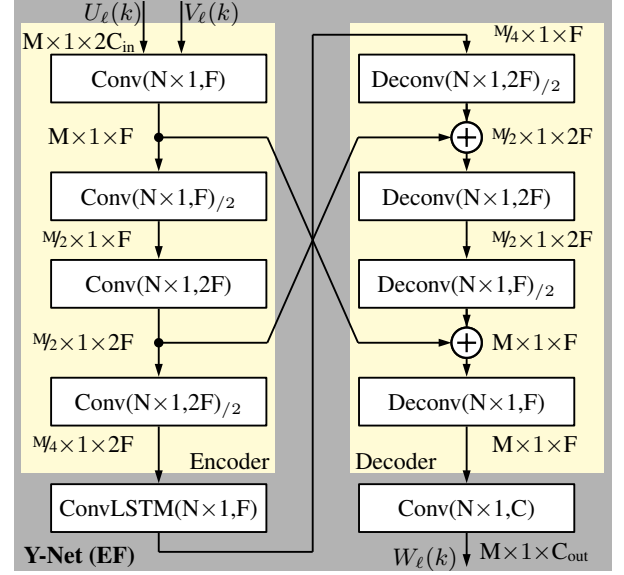 U_ℓ(k) V_ℓ(k)
M×1×2C_in
Conv(N×1,F)
M×1×F
Conv(N×1,F)/2
M/2×1×F
Conv(N×1,2F)
M/2×1×2F
Conv(N×1,2F)/2
M/4×1×2F
Encoder
ConvLSTM(N×1,F)
Y-Net (EF)
M/4×1×F
Deconv(N×1,2F)/2
+
M/2×1×2F
Deconv(N×1,2F)
M/2×1×2F
Deconv(N×1,F)/2
+
M×1×F
Deconv(N×1,F)
M×1×F
Decoder
Conv(N×1,C)
W_ℓ(k)
M×1×C_out